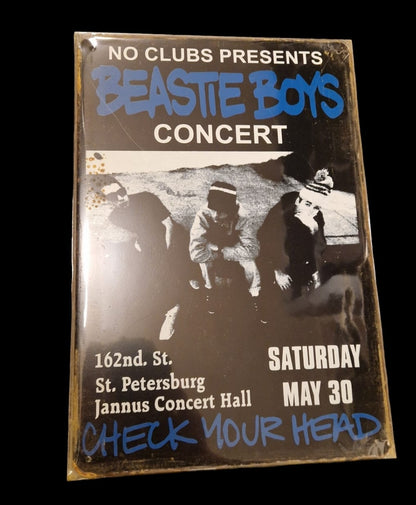 NO CLUBS PRESENTS
BEASTIE BOYS
CONCERT
162nd. St.
St. Petersburg
Jannus Concert Hall
SATURDAY
MAY 30
CHECK YOUR HEAD